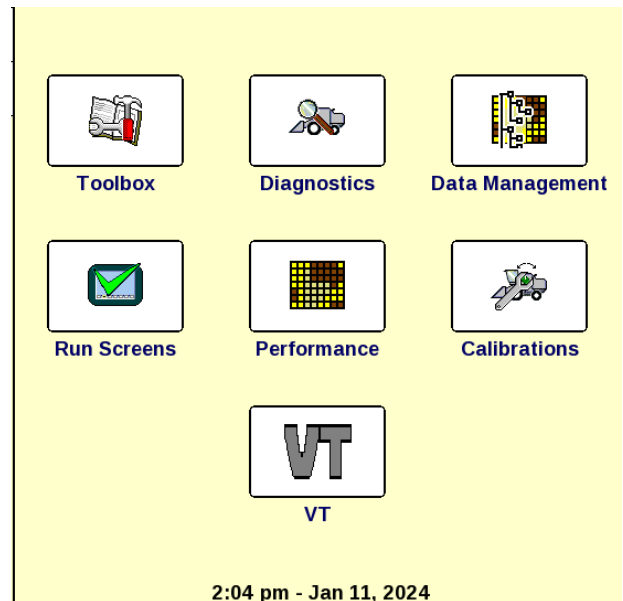 Toolbox
Diagnostics
Data Management
Run Screens
Performance
Calibrations
VT
VT
2:04 pm - Jan 11, 2024